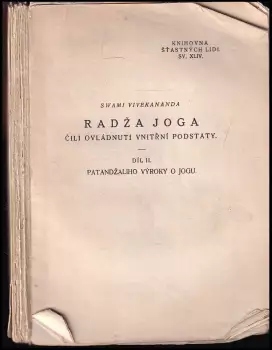 KNIHOVNA
ŠŤASTNÝCH LIDÍ
SV. XLIV.
SWAMI VIVEKANANDA
RADŽA JOGA
ČILI OVLÁDNUTÍ VNITŘNÍ PODSTATY.
DÍL II.
PATANDŽALIHO VÝROKY O JOGU.